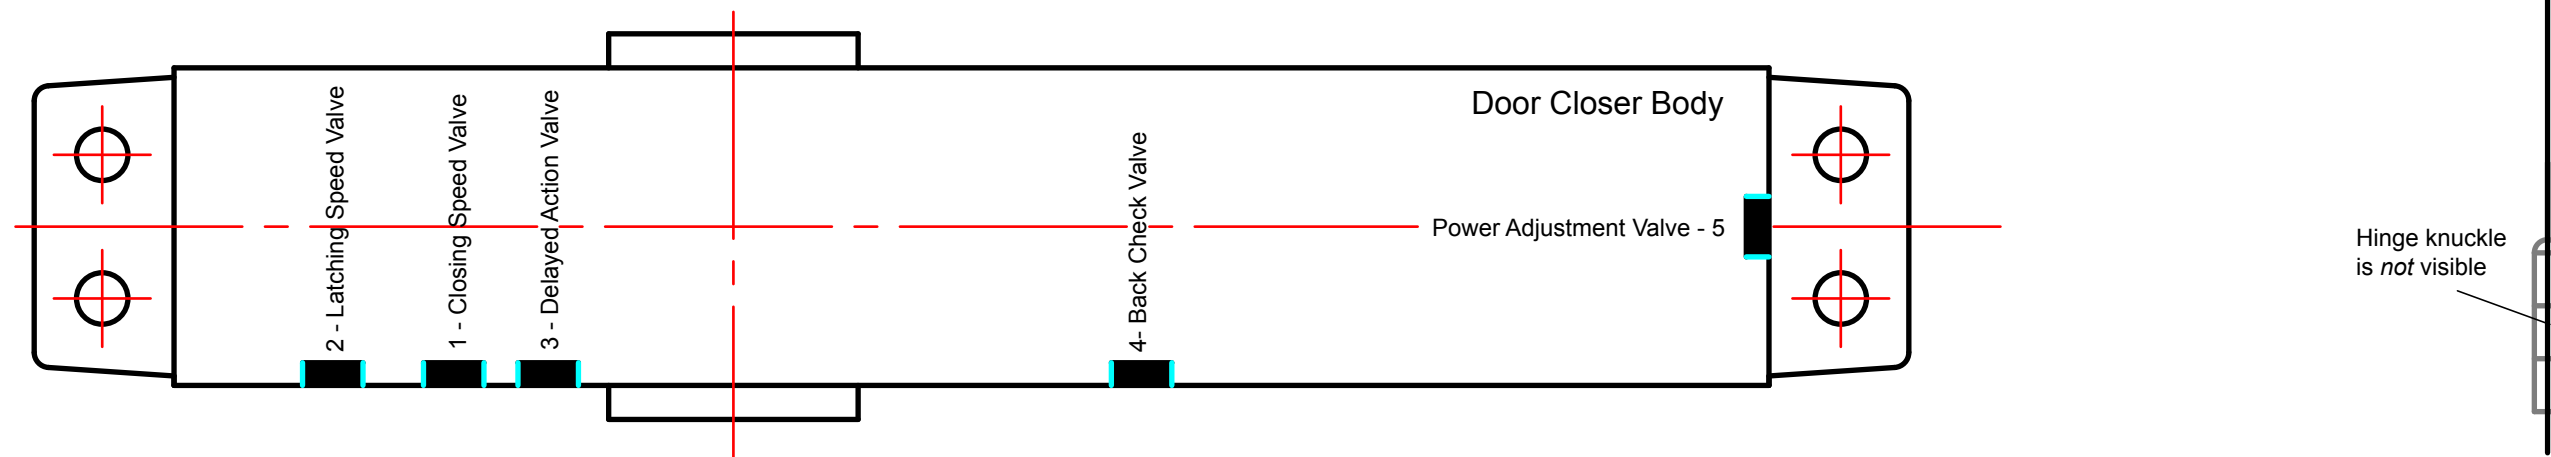 Door Closer Body
2 - Latching Speed Valve
1 - Closing Speed Valve
3 - Delayed Action Valve
4- Back Check Valve
Power Adjustment Valve - 5
Hinge knuckle
is not visible